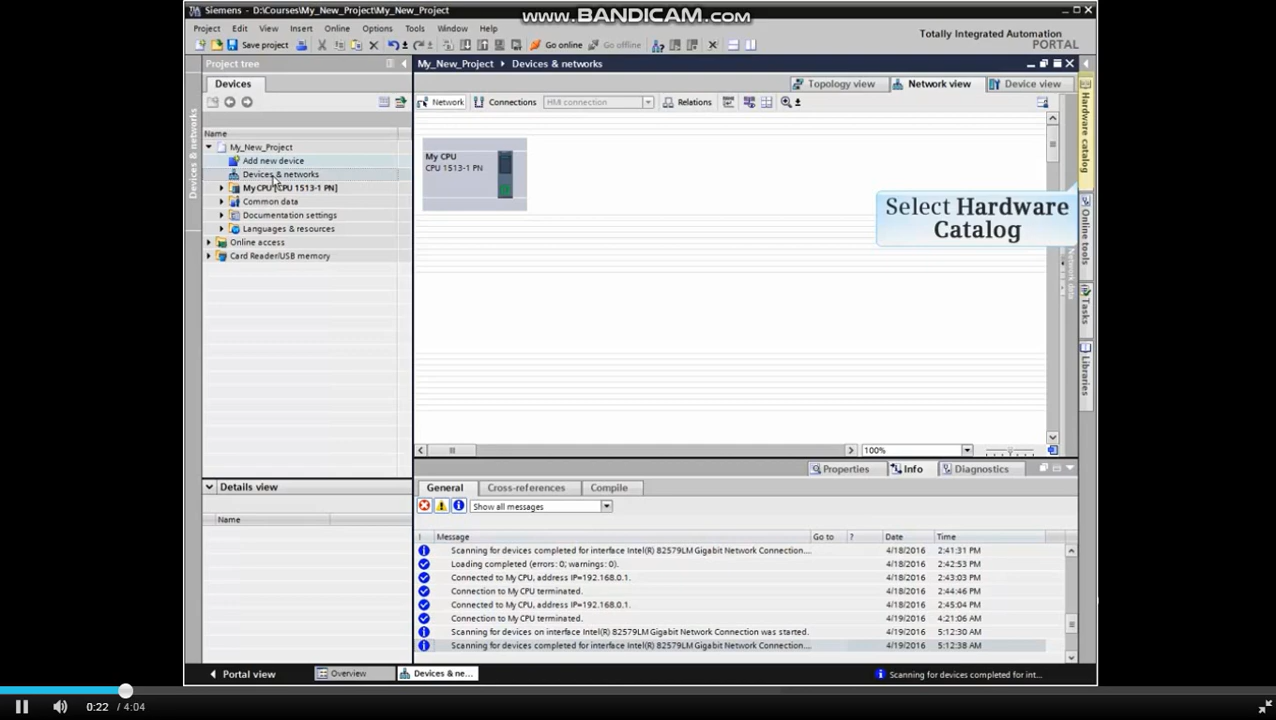 Siemens - D:\Courses\My_New_Project\My_New_Project
www.BANDICAM.com
Project Edit View Insert Online Options Tools Window Help
Totally Integrated Automation
PORTAL
Save project
Go online
Go offline
Project tree
My_New_Project
Devices & networks
Devices
Topology view
Network view
Device view
Network
Connections
HMI connection
Relations
Name
My_New_Project
Add new device
Devices & networks
My CPU [CPU 1513-1 PN]
Common data
Documentation settings
Languages & resources
Online access
Card Reader/USB memory
Devices & networks
My CPU
CPU 1513-1 PN
Select Hardware
Catalog
Hardware catalog
Online tools
Tasks
Libraries
Network data
100%
Properties
Info
Diagnostics
Details view
Name
General
Cross-references
Compile
Show all messages
! Message Go to ? Date Time
Scanning for devices completed for interface Intel(R) 82579LM Gigabit Network Connection.... 4/18/2016 2:41:31 PM
Loading completed (errors: 0; warnings: 0). 4/18/2016 2:42:53 PM
Connected to My CPU, address IP=192.168.0.1. 4/18/2016 2:43:03 PM
Connection to My CPU terminated. 4/18/2016 2:44:46 PM
Connected to My CPU, address IP=192.168.0.1. 4/18/2016 2:45:04 PM
Connection to My CPU terminated. 4/19/2016 4:21:06 AM
Scanning for devices on interface Intel(R) 82579LM Gigabit Network Connection was started. 4/19/2016 5:12:30 AM
Scanning for devices completed for interface Intel(R) 82579LM Gigabit Network Connection.... 4/19/2016 5:12:38 AM
Portal view
Overview
Devices & ne...
Scanning for devices completed for int...
0:22 / 4:04